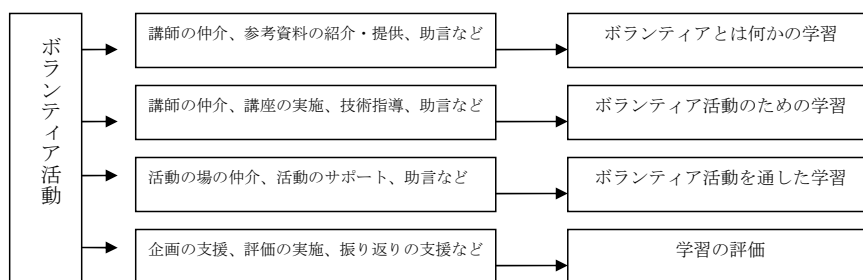 ボランティア活動
講師の仲介、参考資料の紹介・提供、助言など
ボランティアとは何かの学習
講師の仲介、講座の実施、技術指導、助言など
ボランティア活動のための学習
活動の場の仲介、活動のサポート、助言など
ボランティア活動を通した学習
企画の支援、評価の実施、振り返りの支援など
学習の評価